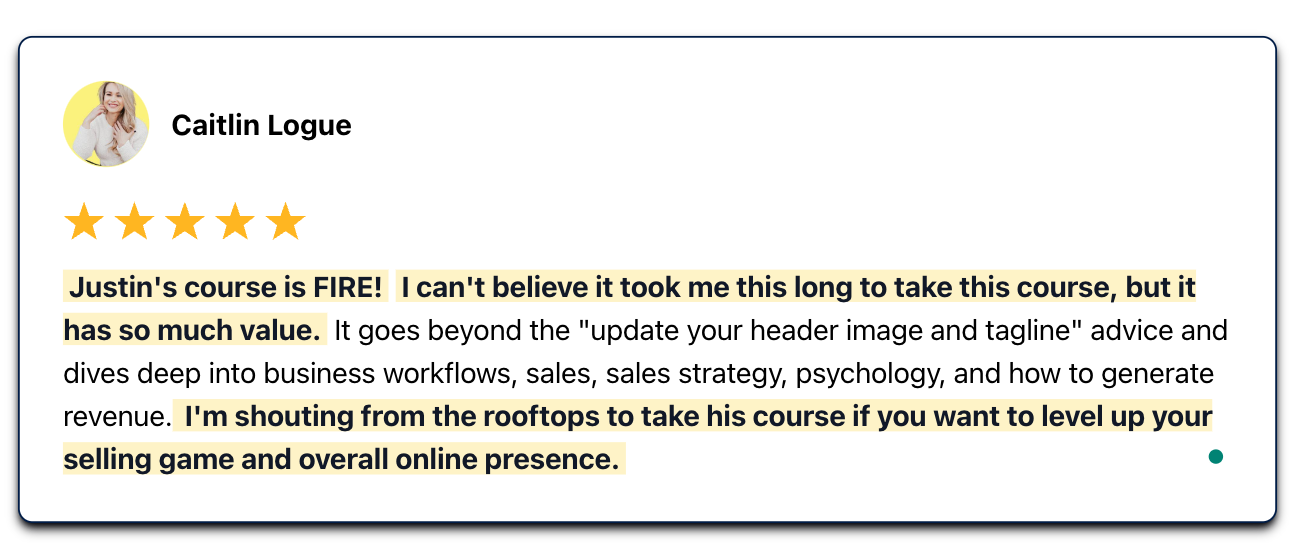 Caitlin Logue
Justin's course is FIRE! I can't believe it took me this long to take this course, but it
has so much value. It goes beyond the "update your header image and tagline" advice and
dives deep into business workflows, sales, sales strategy, psychology, and how to generate
revenue. I'm shouting from the rooftops to take his course if you want to level up your
selling game and overall online presence.